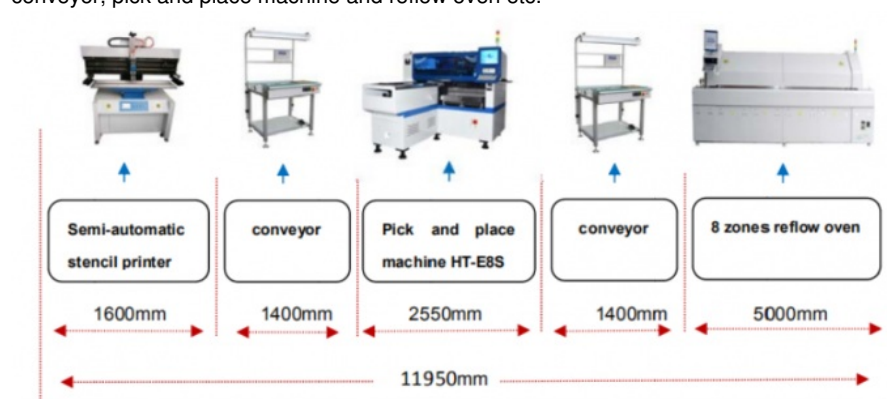 conveyor, pick and place machine and reflow oven etc.
Semi-automatic
stencil printer
conveyor
Pick and place
machine HT-E8S
conveyor
8 zones reflow oven
1600mm
1400mm
2550mm
1400mm
5000mm
11950mm